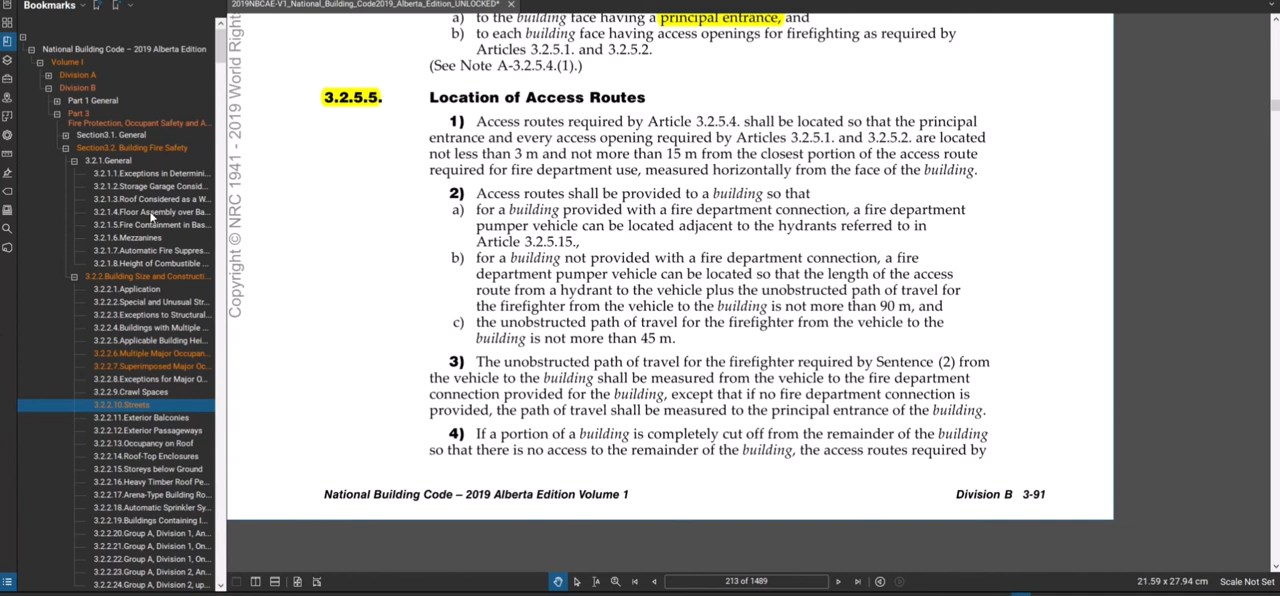 Bookmarks
2019NBCAE-V1_National_Building_Code2019_Alberta_Edition_UNLOCKED*
National Building Code – 2019 Alberta Edition
Volume I
Division A
Division B
Part 1 General
Part 3
Fire Protection, Occupant Safety and A...
Section3.1. General
Section3.2. Building Fire Safety
3.2.1.General
3.2.1.1.Exceptions in Determini...
3.2.1.2.Storage Garage Consid...
3.2.1.3.Roof Considered as a W...
3.2.1.4.Floor Assembly over Ba...
3.2.1.5.Fire Containment in Bas...
3.2.1.6.Mezzanines
3.2.1.7.Automatic Fire Suppres...
3.2.1.8.Height of Combustible ...
3.2.2.Building Size and Constructi...
3.2.2.1.Application
3.2.2.2.Special and Unusual Str...
3.2.2.3.Exceptions to Structural...
3.2.2.4.Buildings with Multiple ...
3.2.2.5.Applicable Building Hei...
3.2.2.6.Multiple Major Occupan...
3.2.2.7.Superimposed Major Oc...
3.2.2.8.Exceptions for Major O...
3.2.2.9.Crawl Spaces
3.2.2.10.Streets
3.2.2.11.Exterior Balconies
3.2.2.12.Exterior Passageways
3.2.2.13.Occupancy on Roof
3.2.2.14.Roof-Top Enclosures
3.2.2.15.Storeys below Ground
3.2.2.16.Heavy Timber Roof Pe...
3.2.2.17.Arena-Type Building Ro...
3.2.2.18.Automatic Sprinkler Sy...
3.2.2.19.Buildings Containing I...
3.2.2.20.Group A, Division 1, An...
3.2.2.21.Group A, Division 1, On...
3.2.2.22.Group A, Division 1, On...
3.2.2.23.Group A, Division 2, An...
3.2.2.24.Group A, Division 2, up...
Copyright © NRC 1941 - 2019 World Right
a) to the building face having a principal entrance, and
b) to each building face having access openings for firefighting as required by
Articles 3.2.5.1. and 3.2.5.2.
(See Note A-3.2.5.4.(1).)
3.2.5.5. Location of Access Routes
1) Access routes required by Article 3.2.5.4. shall be located so that the principal
entrance and every access opening required by Articles 3.2.5.1. and 3.2.5.2. are located
not less than 3 m and not more than 15 m from the closest portion of the access route
required for fire department use, measured horizontally from the face of the building.
2) Access routes shall be provided to a building so that
a) for a building provided with a fire department connection, a fire department
pumper vehicle can be located adjacent to the hydrants referred to in
Article 3.2.5.15.,
b) for a building not provided with a fire department connection, a fire
department pumper vehicle can be located so that the length of the access
route from a hydrant to the vehicle plus the unobstructed path of travel for
the firefighter from the vehicle to the building is not more than 90 m, and
c) the unobstructed path of travel for the firefighter from the vehicle to the
building is not more than 45 m.
3) The unobstructed path of travel for the firefighter required by Sentence (2) from
the vehicle to the building shall be measured from the vehicle to the fire department
connection provided for the building, except that if no fire department connection is
provided, the path of travel shall be measured to the principal entrance of the building.
4) If a portion of a building is completely cut off from the remainder of the building
so that there is no access to the remainder of the building, the access routes required by
National Building Code – 2019 Alberta Edition Volume 1
Division B 3-91
213 of 1489
21.59 x 27.94 cm
Scale Not Set